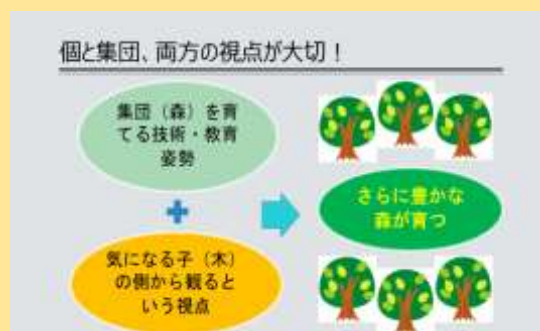 個と集団、両方の視点が大切！
集団（森）を育
てる技術・教育
姿勢
+
気になる子（木）
の側から観ると
いう視点
さらに豊かな
森が育つ